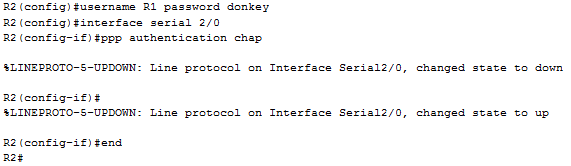 R2(config)#username R1 password donkey
R2(config)#interface serial 2/0
R2(config-if)#ppp authentication chap
%LINEPROTO-5-UPDOWN: Line protocol on Interface Serial2/0, changed state to down
R2(config-if)#
%LINEPROTO-5-UPDOWN: Line protocol on Interface Serial2/0, changed state to up
R2(config-if)#end
R2#